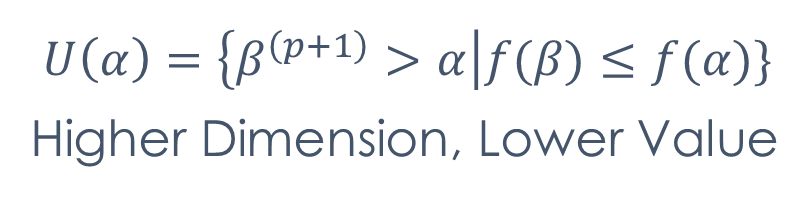 U(α) = {β^(p+1) > α|f(β) ≤ f(α)}
Higher Dimension, Lower Value